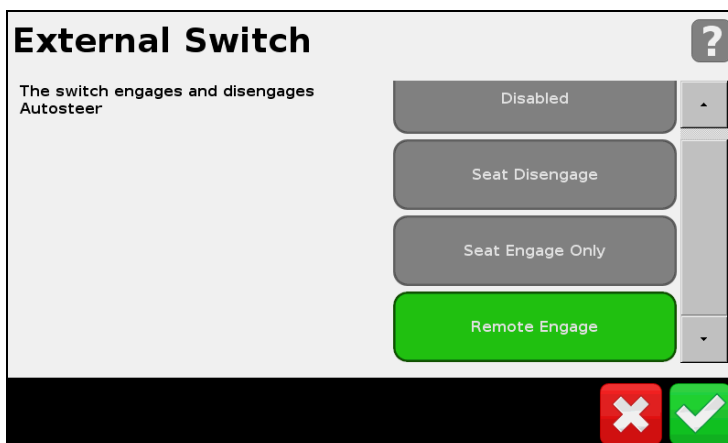 External Switch
?
The switch engages and disengages
Autosteer
Disabled
Seat Disengage
Seat Engage Only
Remote Engage